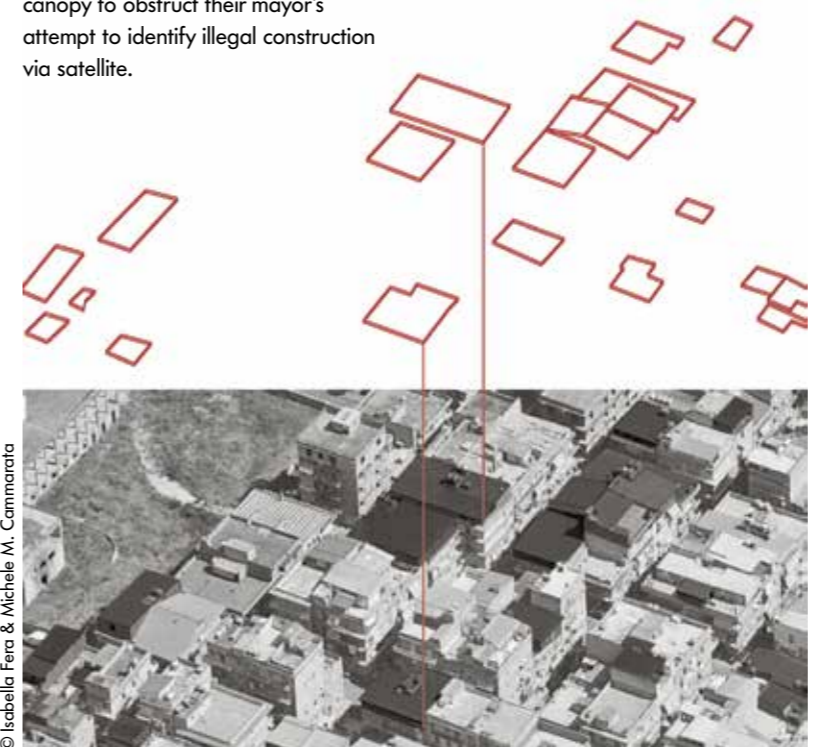 canopy to obstruct their mayor's
attempt to identify illegal construction
via satellite.
© Isabella Fera & Michele M. Cammarata